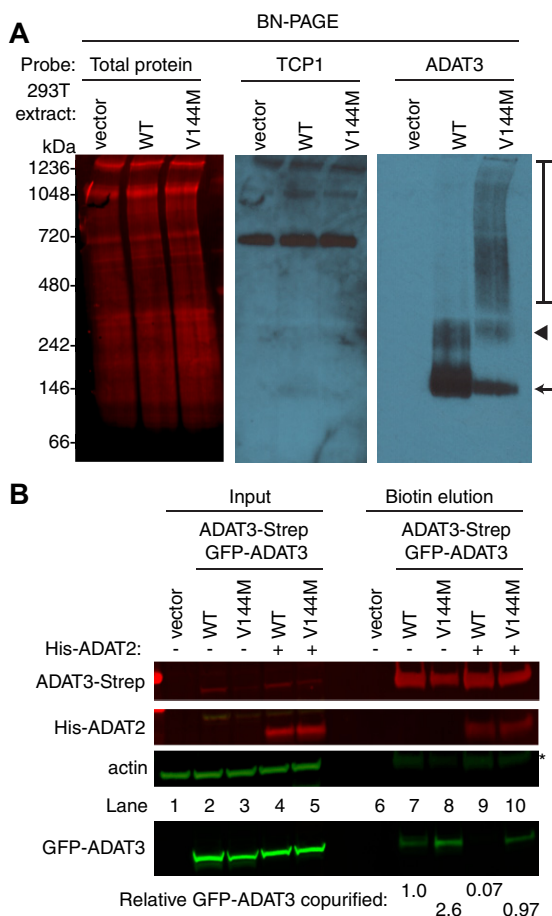 A
BN-PAGE
Probe: Total protein TCP1 ADAT3
293T extract: vector WT V144M vector WT V144M vector WT V144M
kDa
1236-
1048-
720-
480-
242-
146-
66-
B
Input Biotin elution
ADAT3-Strep ADAT3-Strep
GFP-ADAT3 GFP-ADAT3
vector WT V144M WT V144M vector WT V144M WT V144M
His-ADAT2: - - - + + - - - + +
ADAT3-Strep
His-ADAT2
actin *
Lane 1 2 3 4 5 6 7 8 9 10
GFP-ADAT3
Relative GFP-ADAT3 copurified: 1.0 2.6 0.07 0.97